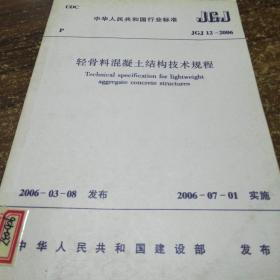 UDC
中华人民共和国行业标准
JGJ
P
JGJ 12-2006
轻骨料混凝土结构技术规程
Technical specification for lightweight
aggregate concrete structures
2006-03-08 发布
2006-07-01 实施
中华人民共和国建设部 发布